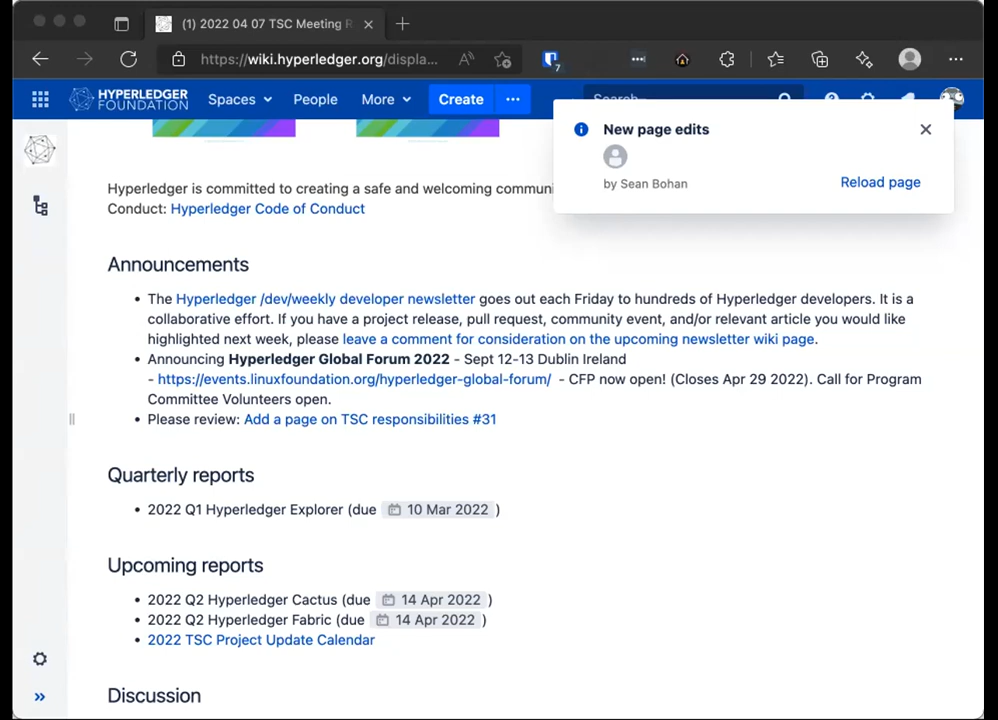 (1) 2022 04 07 TSC Meeting R
https://wiki.hyperledger.org/displa...
7
HYPERLEDGER
FOUNDATION
Spaces People More Create ... Search...
New page edits
by Sean Bohan
Reload page
Hyperledger is committed to creating a safe and welcoming communi
Conduct: Hyperledger Code of Conduct
Announcements
• The Hyperledger /dev/weekly developer newsletter goes out each Friday to hundreds of Hyperledger developers. It is a
collaborative effort. If you have a project release, pull request, community event, and/or relevant article you would like
highlighted next week, please leave a comment for consideration on the upcoming newsletter wiki page.
• Announcing Hyperledger Global Forum 2022 - Sept 12-13 Dublin Ireland
- https://events.linuxfoundation.org/hyperledger-global-forum/ - CFP now open! (Closes Apr 29 2022). Call for Program
Committee Volunteers open.
• Please review: Add a page on TSC responsibilities #31
Quarterly reports
• 2022 Q1 Hyperledger Explorer (due 10 Mar 2022 )
Upcoming reports
• 2022 Q2 Hyperledger Cactus (due 14 Apr 2022 )
• 2022 Q2 Hyperledger Fabric (due 14 Apr 2022 )
• 2022 TSC Project Update Calendar
Discussion